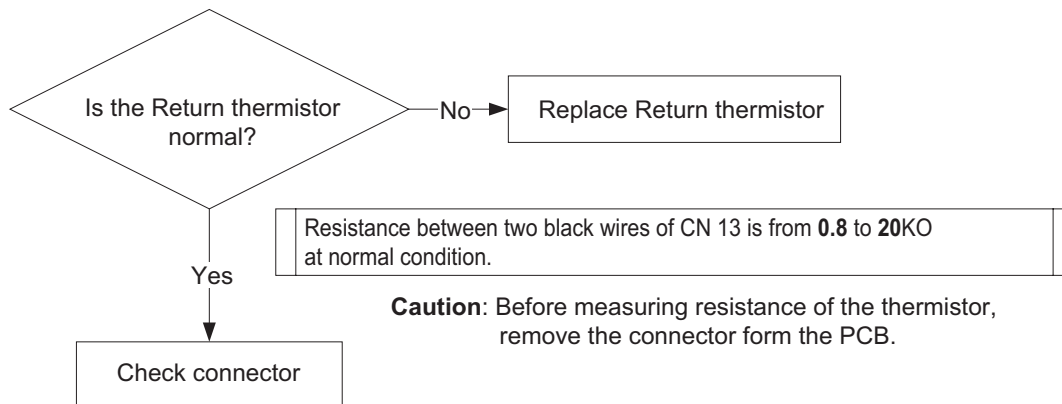 Is the Return thermistor
normal?
No
Replace Return thermistor
Resistance between two black wires of CN 13 is from 0.8 to 20KO
at normal condition.
Yes
Caution: Before measuring resistance of the thermistor,
remove the connector form the PCB.
Check connector